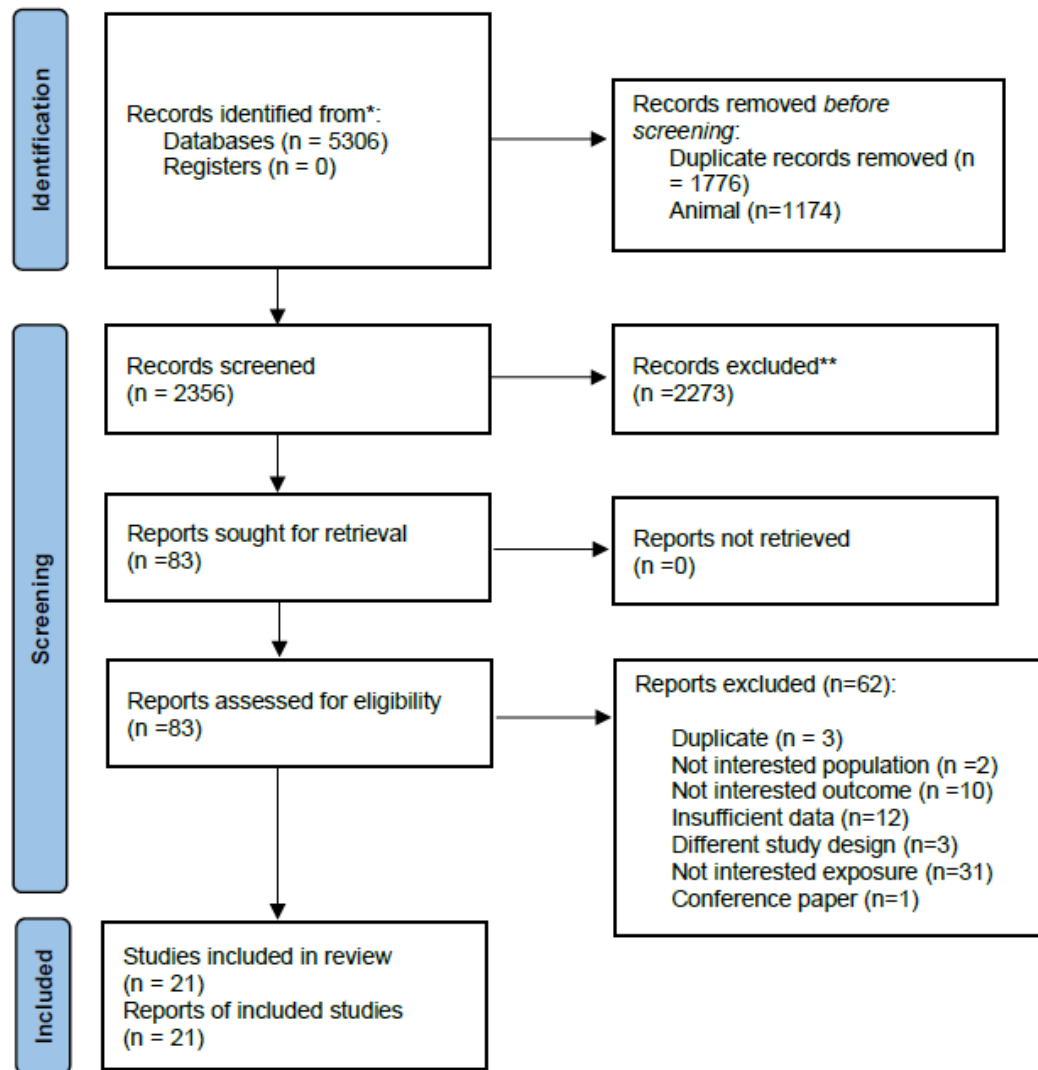 Identification
Records identified from*:
Databases (n = 5306)
Registers (n = 0)
Records removed before
screening:
Duplicate records removed (n
= 1776)
Animal (n=1174)
Screening
Records screened
(n = 2356)
Records excluded**
(n =2273)
Reports sought for retrieval
(n =83)
Reports not retrieved
(n =0)
Reports assessed for eligibility
(n =83)
Reports excluded (n=62):
Duplicate (n = 3)
Not interested population (n =2)
Not interested outcome (n =10)
Insufficient data (n=12)
Different study design (n=3)
Not interested exposure (n=31)
Conference paper (n=1)
Included
Studies included in review
(n = 21)
Reports of included studies
(n = 21)